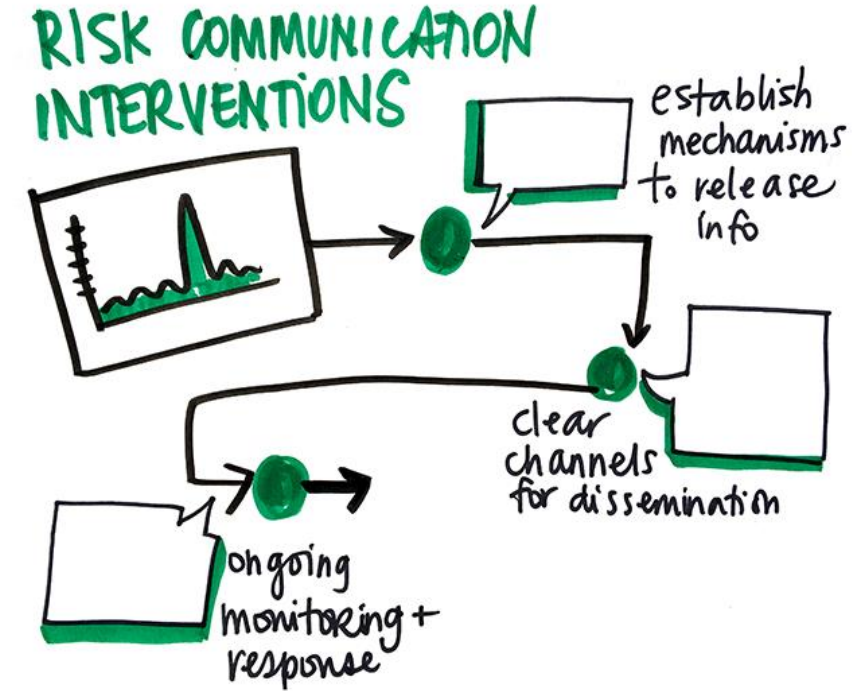 RISK COMMUNICATION
INTERVENTIONS
establish
mechanisms
to release
info
clear
channels
for dissemination
ongoing
monitoring +
response